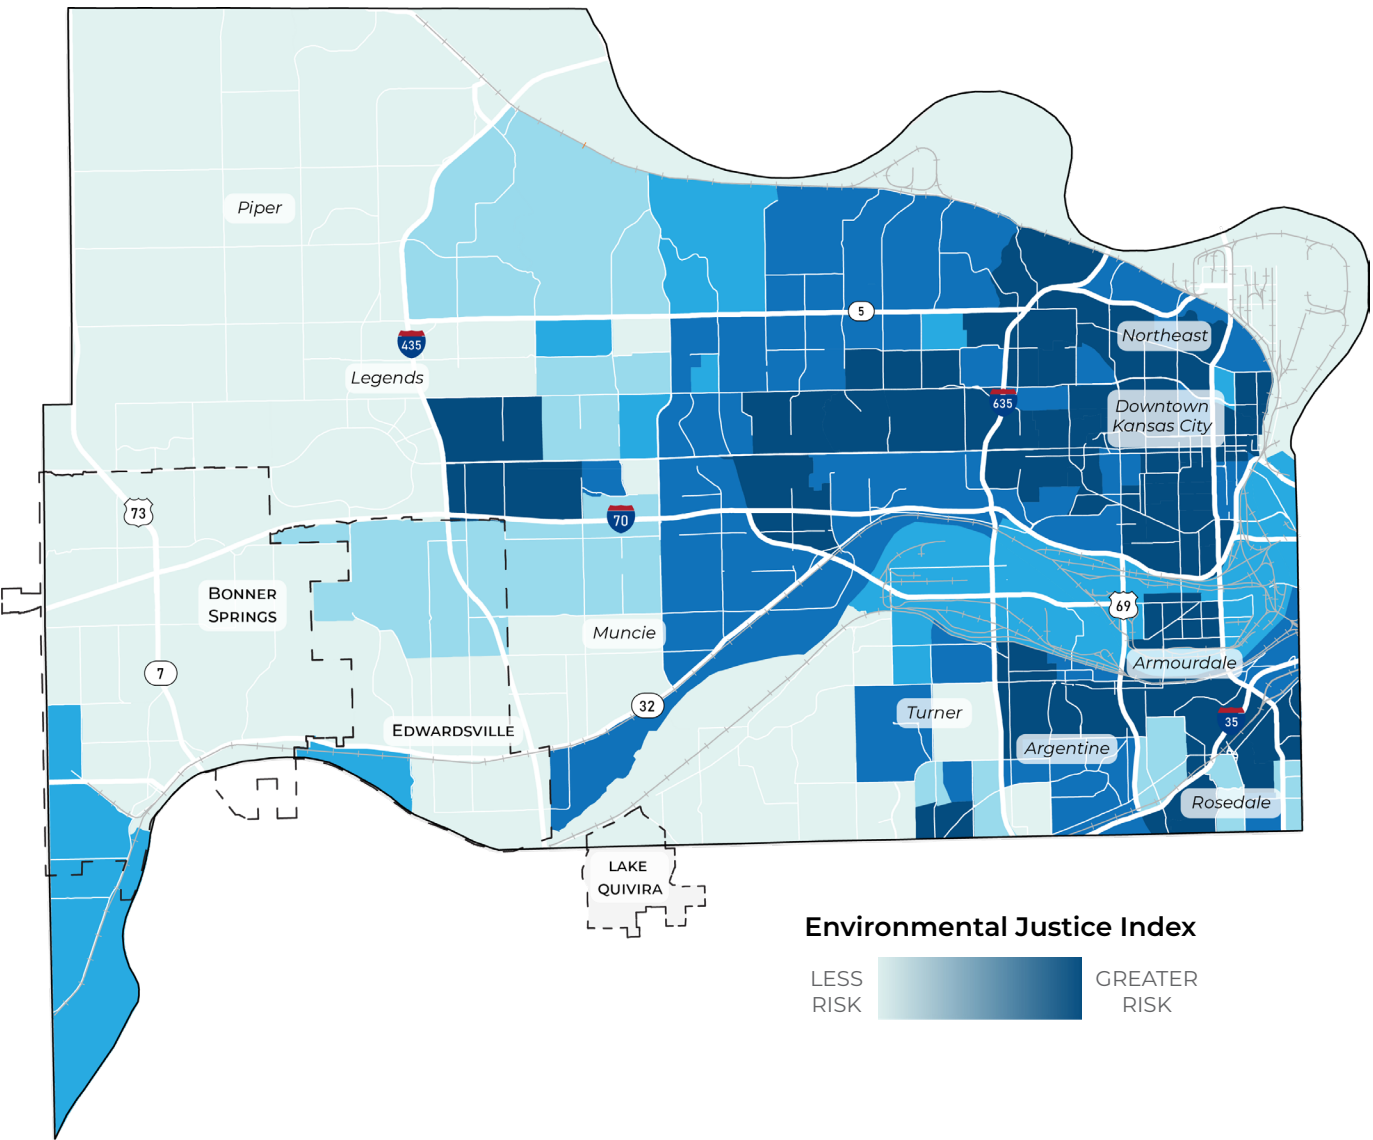 5
Piper
Northeast
435
Legends
635
Downtown
Kansas City
73
70
BONNER
SPRINGS
69
Muncie
7
Armourdale
32
Turner
35
EDWARDSVILLE
Argentine
Rosedale
LAKE
QUIVIRA
Environmental Justice Index
LESS
RISK
GREATER
RISK